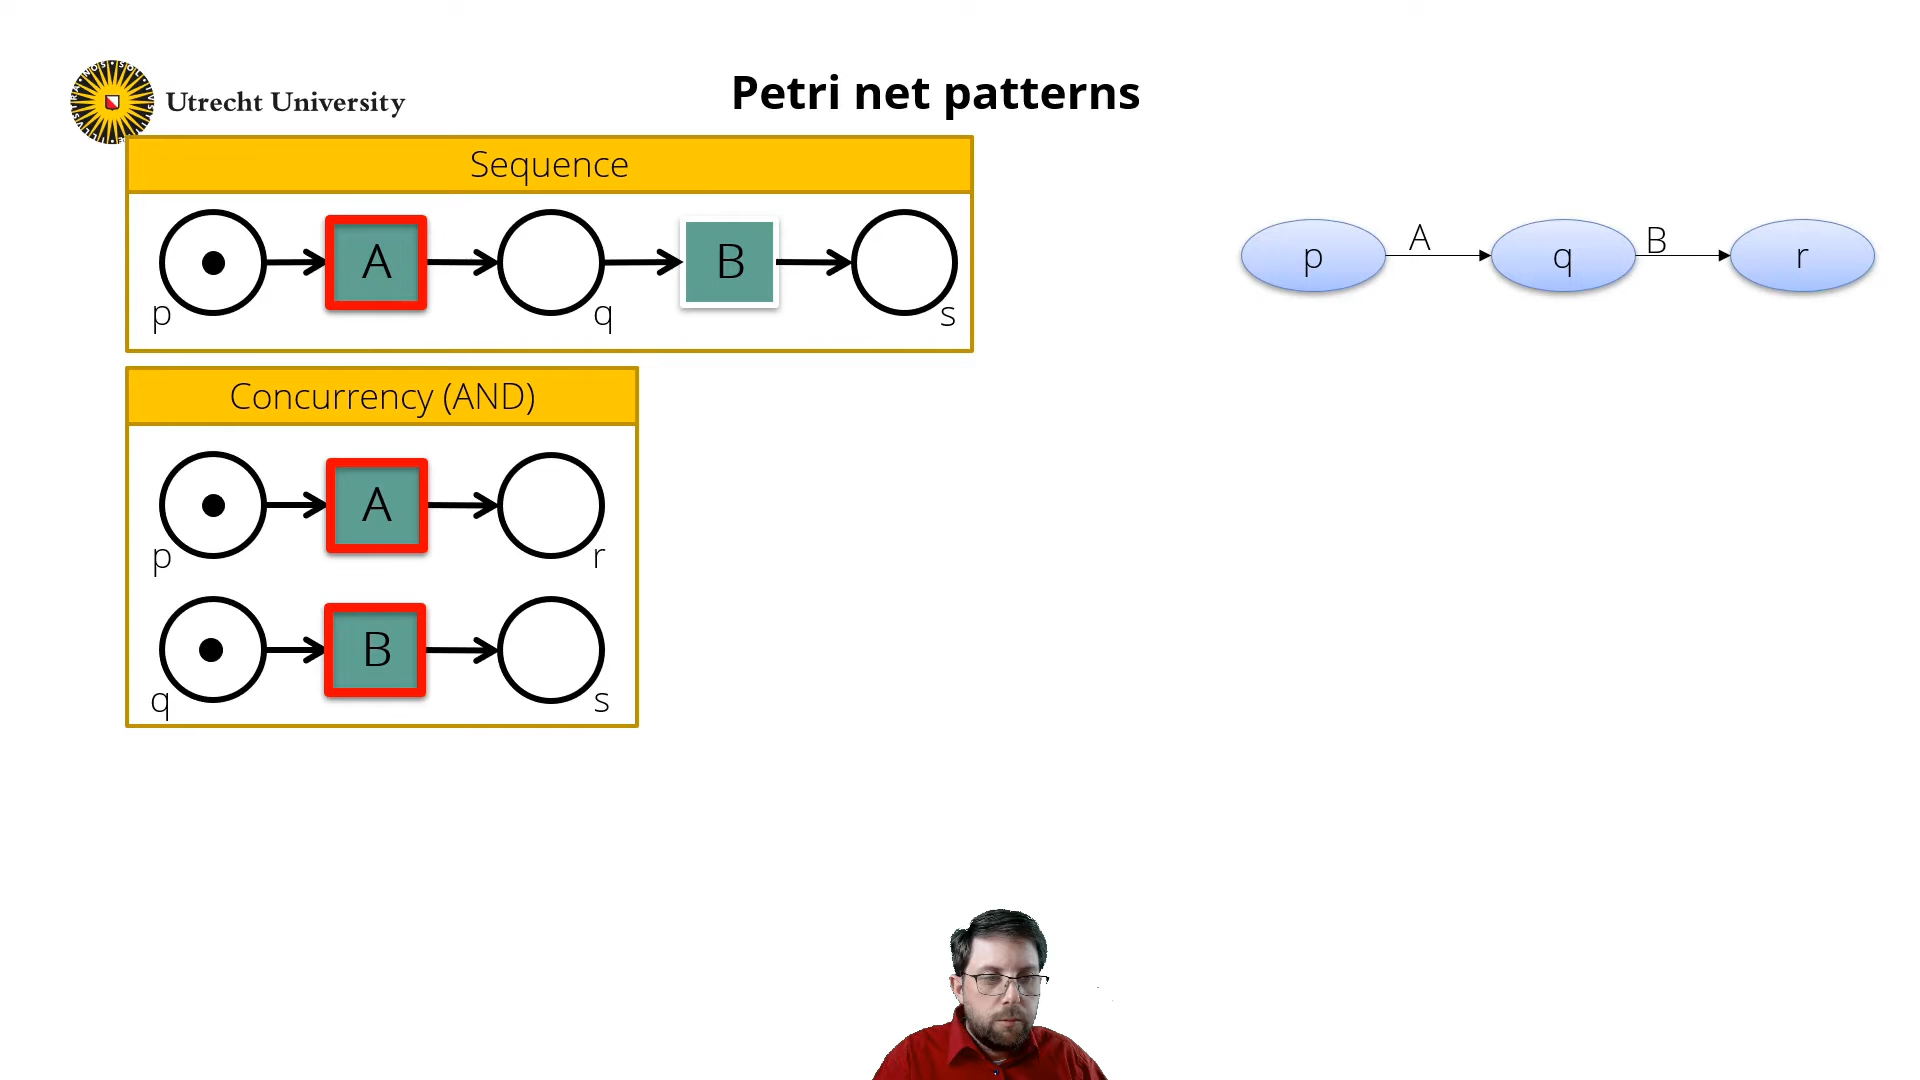 Utrecht University
Petri net patterns
Sequence
A
B
p
q
s
p
A
q
B
r
Concurrency (AND)
A
p
r
B
q
s